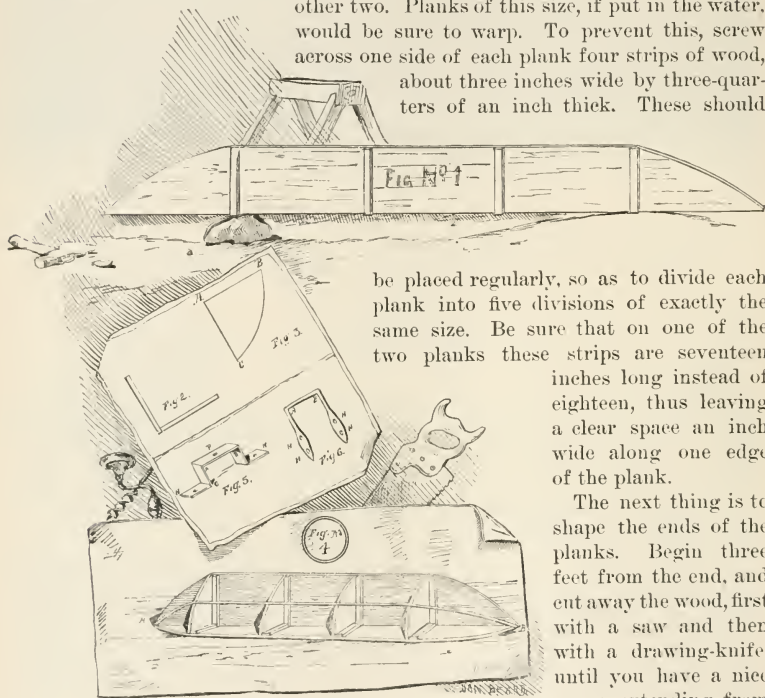 other two. Planks of this size, if put in the water,
would be sure to warp. To prevent this, screw
across one side of each plank four strips of wood,
about three inches wide by three-quar-
ters of an inch thick. These should
Fig Nº 1
be placed regularly, so as to divide each
plank into five divisions of exactly the
same size. Be sure that on one of the
two planks these strips are seventeen
inches long instead of
eighteen, thus leaving
a clear space an inch
wide along one edge
of the plank.
The next thing is to
shape the ends of the
planks. Begin three
feet from the end, and
cut away the wood, first
with a saw and then
with a drawing-knife
until you have a nice
A
B
C
Fig 3.
Fig 2.
Fig 5.
Fig 6.
Fig. Nº
4